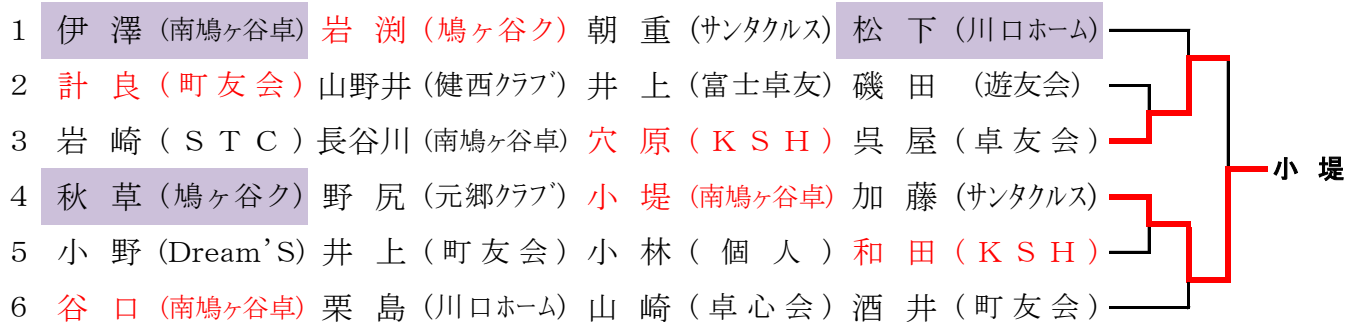 1 伊澤 (南鳩ヶ谷卓) 岩渕 (鳩ヶ谷ク) 朝重 (サンタクルス) 松下 (川口ホーム)
2 計良 (町友会) 山野井 (健西クラブ) 井上 (富士卓友) 磯田 (遊友会)
3 岩崎 (STC) 長谷川 (南鳩ヶ谷卓) 穴原 (KSH) 呉屋 (卓友会)
小堤
4 秋草 (鳩ヶ谷ク) 野尻 (元郷クラブ) 小堤 (南鳩ヶ谷卓) 加藤 (サンタクルス)
5 小野 (Dream'S) 井上 (町友会) 小林 (個人) 和田 (KSH)
6 谷口 (南鳩ヶ谷卓) 栗島 (川口ホーム) 山崎 (卓心会) 酒井 (町友会)